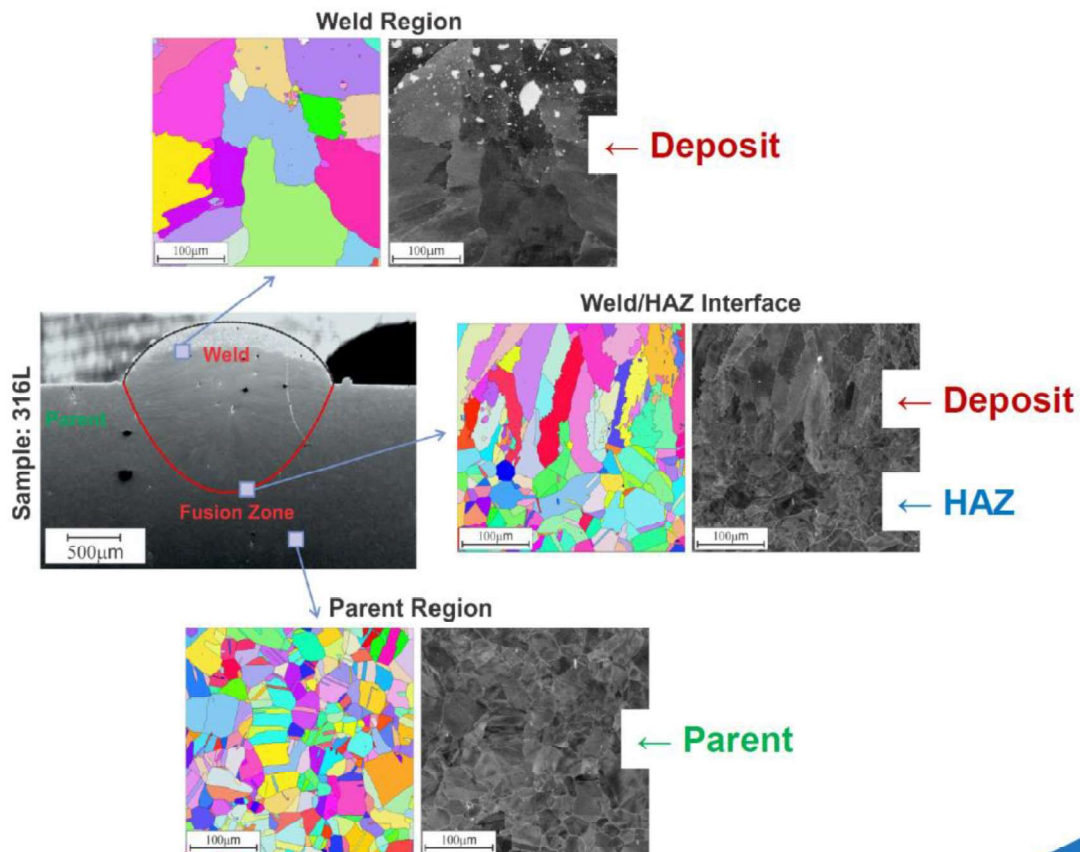 Weld Region
100μm
100μm
← Deposit
Sample: 316L
Weld
Parent
Fusion Zone
500μm
Weld/HAZ Interface
100μm
100μm
← Deposit
← HAZ
Parent Region
100μm
100μm
← Parent